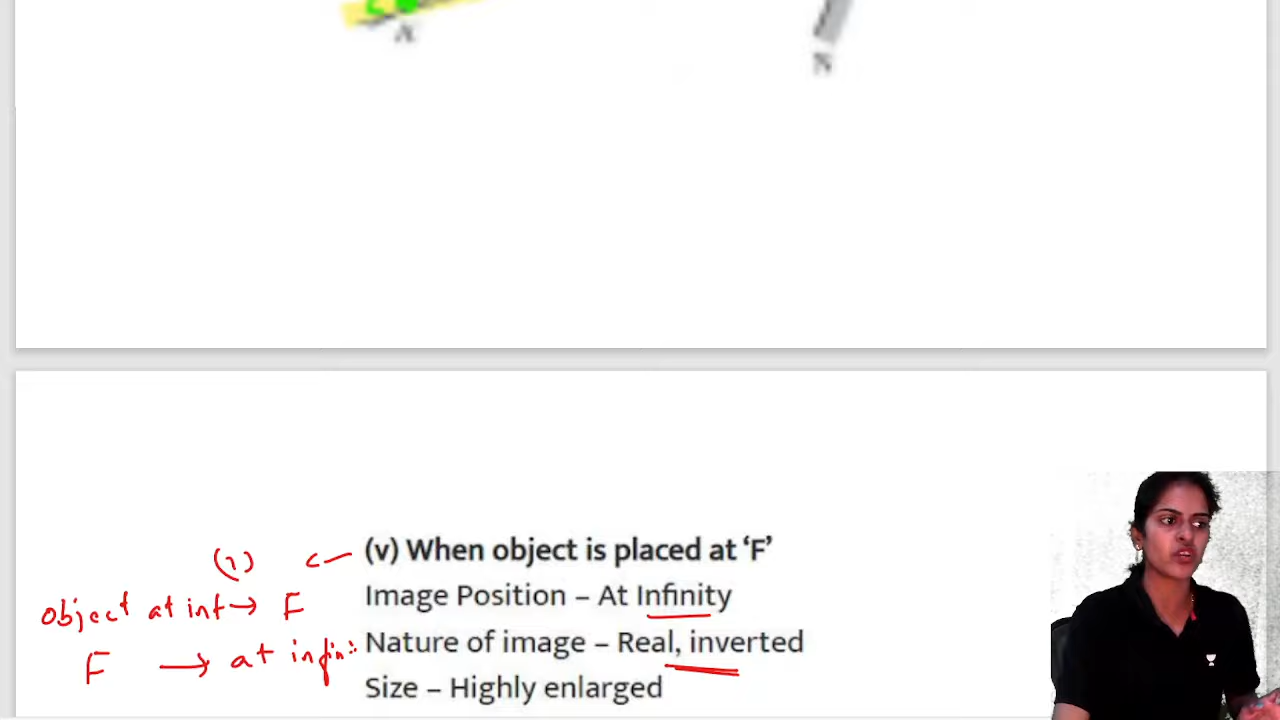 A
N
(v) When object is placed at ‘F’
(1) ←
Image Position – At Infinity
object at inf → F
Nature of image – Real, inverted
F → at infini
Size – Highly enlarged